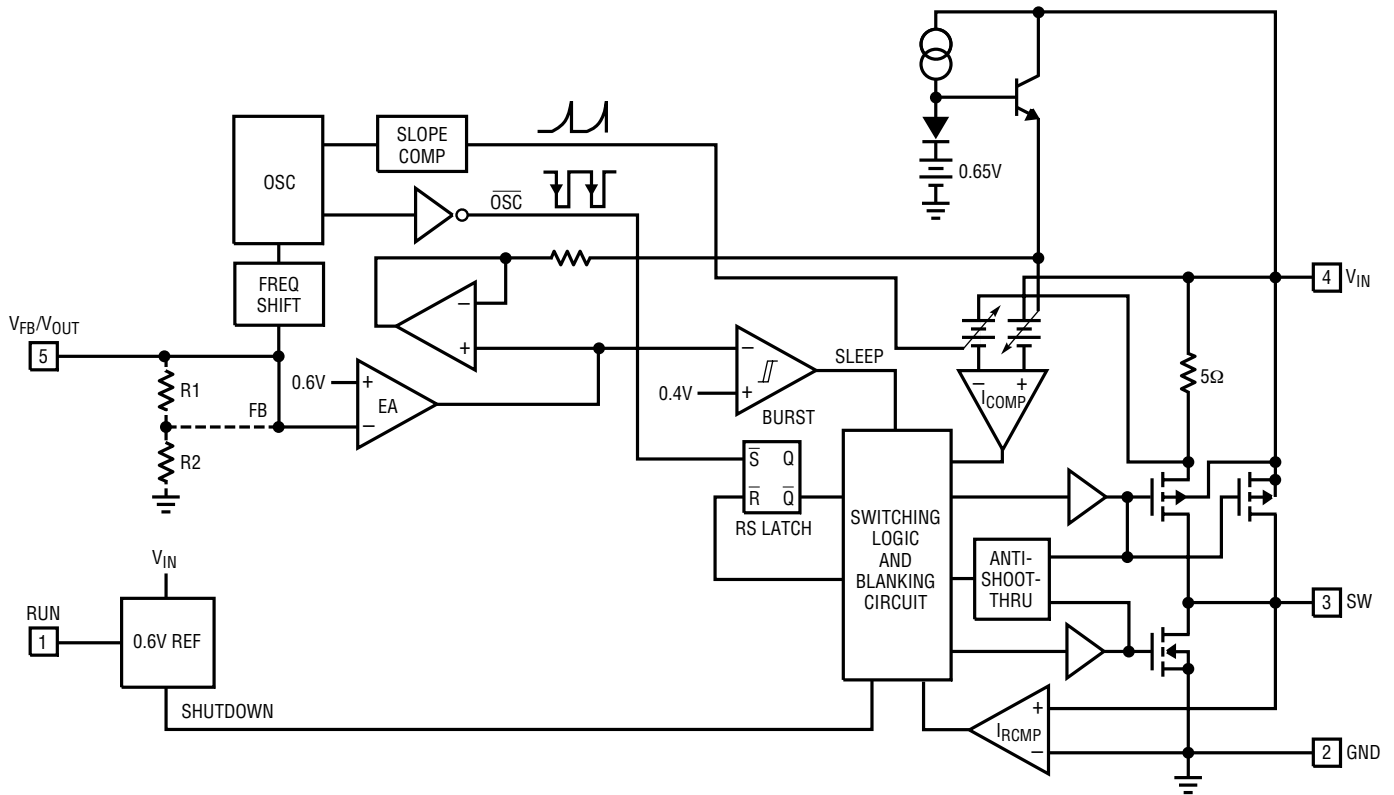 OSC
SLOPE
COMP
OSC
0.65V
FREQ
SHIFT
4 VIN
VFB/VOUT
5
R1
0.6V
+
–
EA
FB
R2
–
+
0.4V
–
+
BURST
SLEEP
– +
ICOMP
5Ω
S Q
R Q
RS LATCH
SWITCHING
LOGIC
AND
BLANKING
CIRCUIT
ANTI-
SHOOT-
THRU
VIN
RUN
1
0.6V REF
SHUTDOWN
3 SW
+
IRCMP
–
2 GND